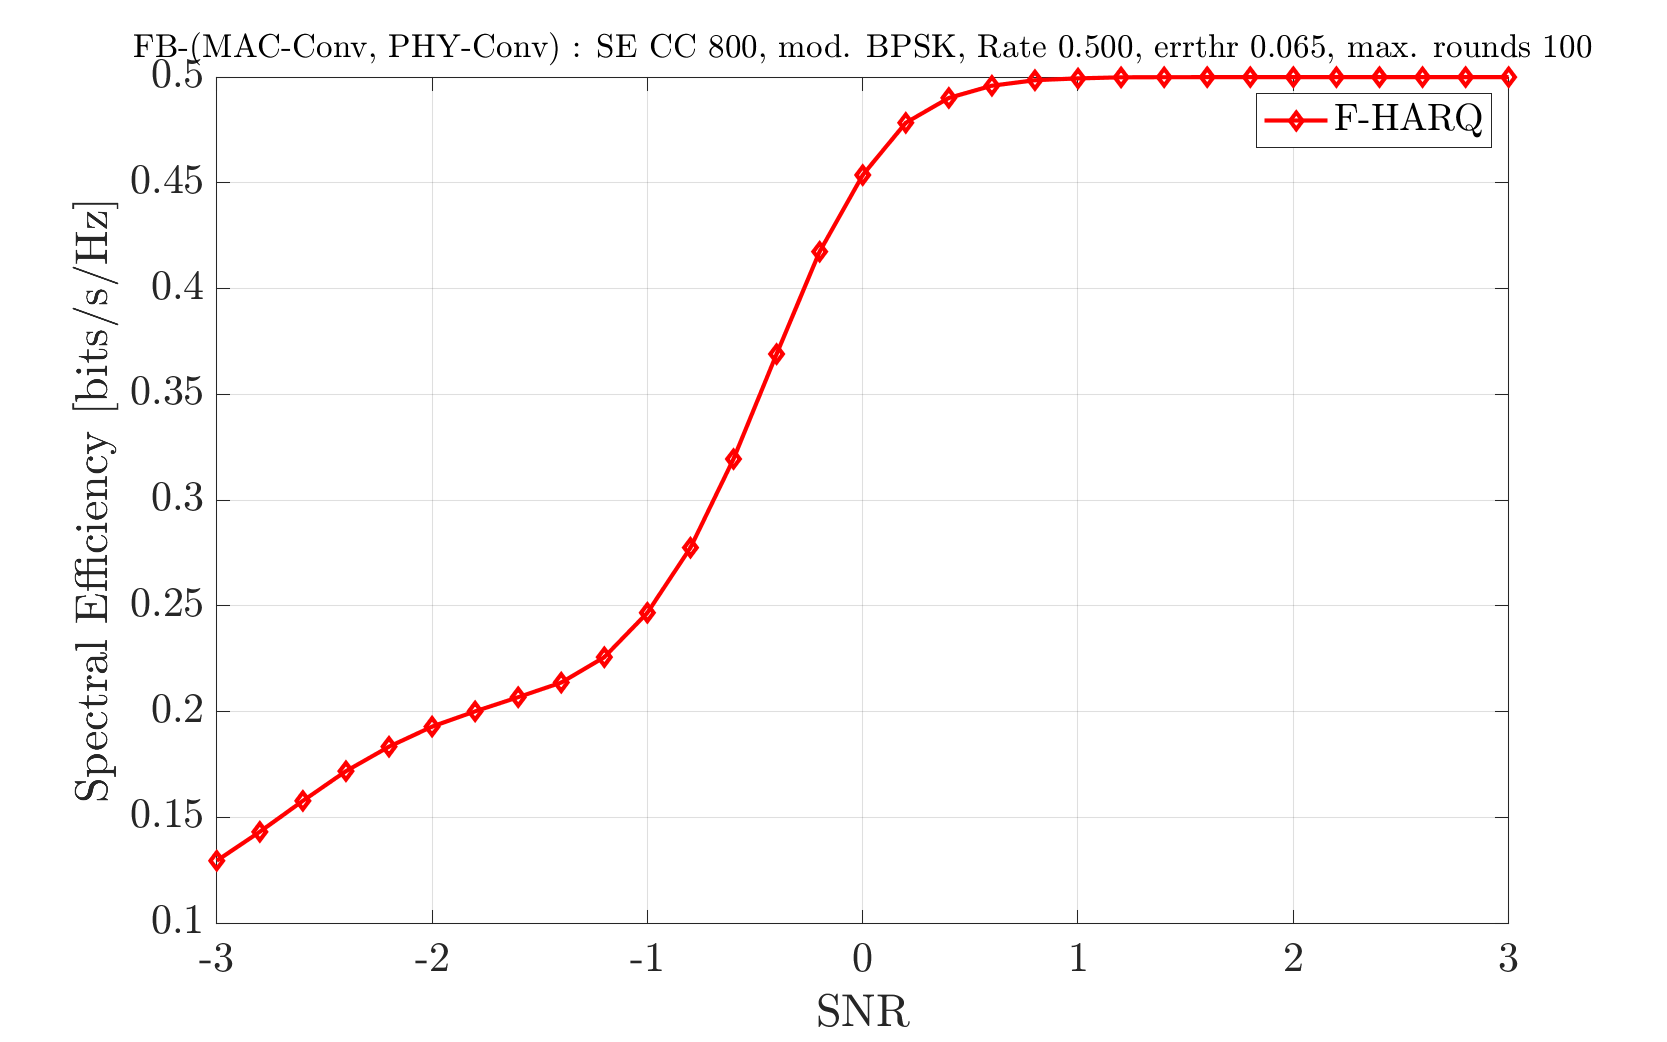 FB-(MAC-Conv, PHY-Conv) : SE CC 800, mod. BPSK, Rate 0.500, errthr 0.065, max. rounds 100
0.5
F-HARQ
0.45
0.4
0.35
0.3
0.25
0.2
0.15
0.1
Spectral Efficiency [bits/s/Hz]
-3 -2 -1 0 1 2 3
SNR